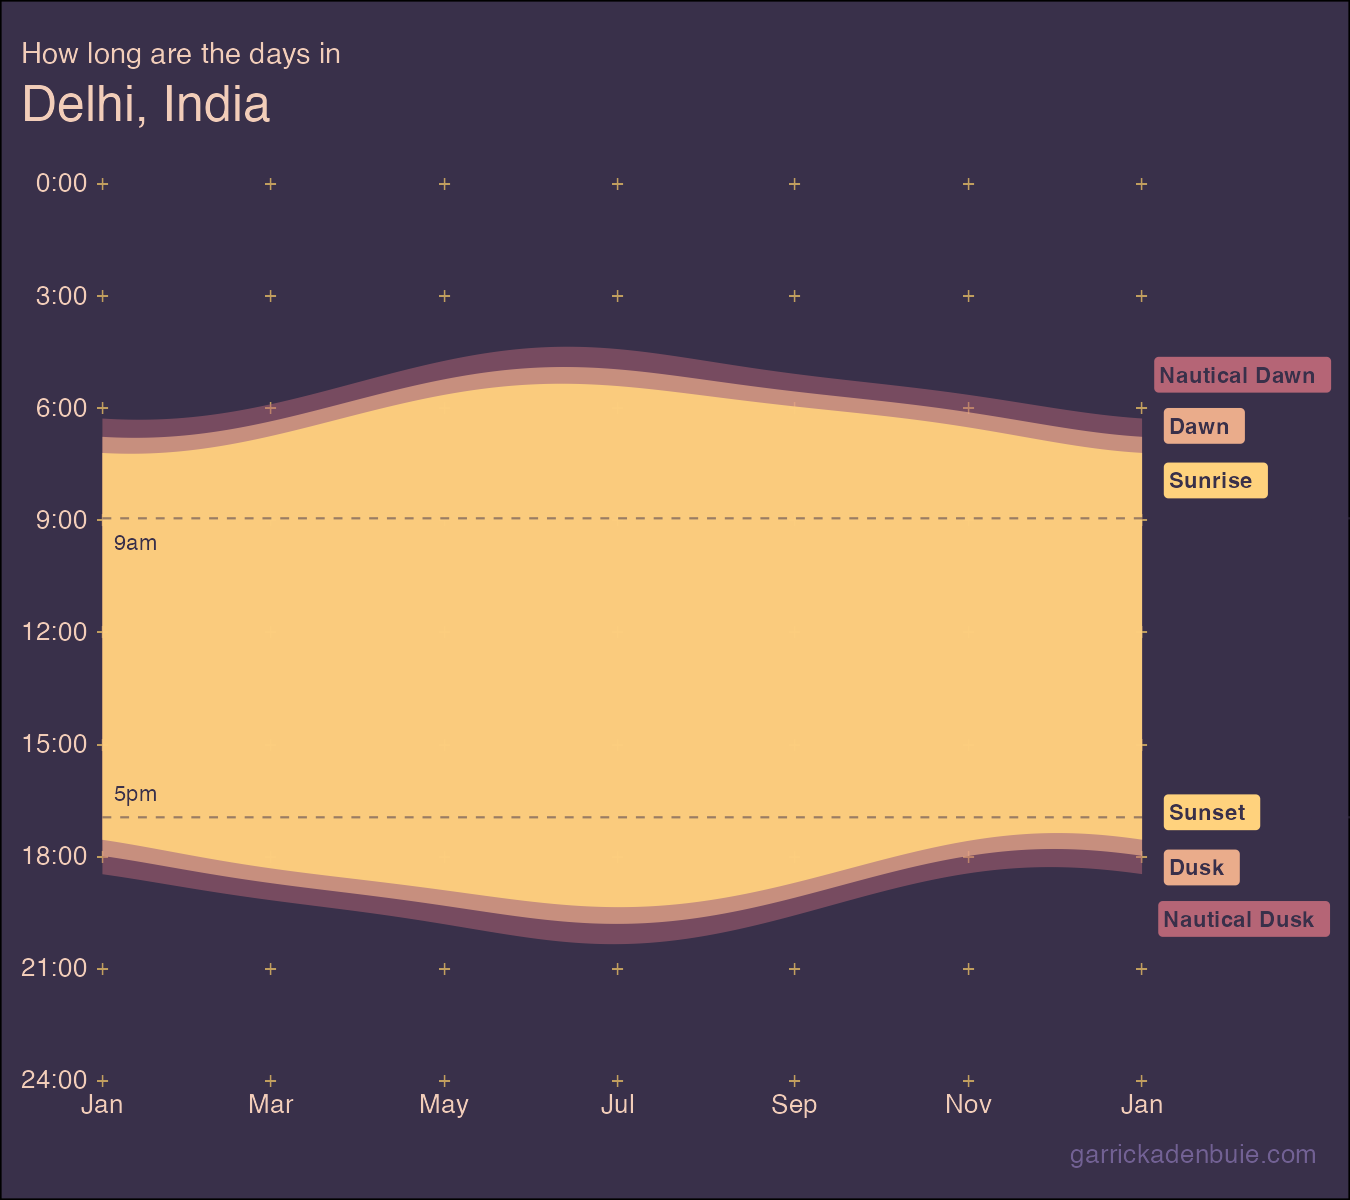 How long are the days in
Delhi, India
0:00
3:00
6:00
9:00
12:00
15:00
18:00
21:00
24:00
9am
5pm
Nautical Dawn
Dawn
Sunrise
Sunset
Dusk
Nautical Dusk
Jan Mar May Jul Sep Nov Jan
garrickadenbuie.com